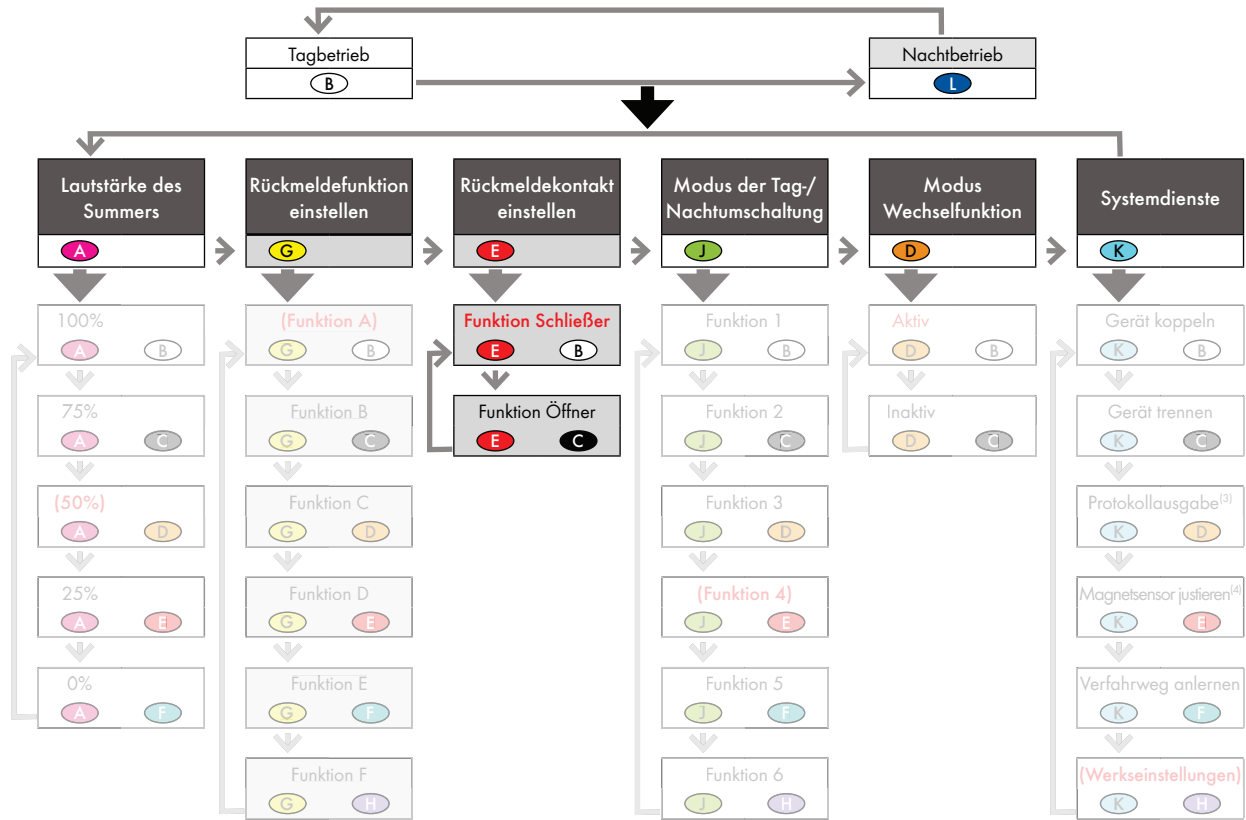 Tagbetrieb
B
Nachtbetrieb
L
Lautstärke des
Summers
A
Rückmeldefunktion
einstellen
G
Rückmeldekontakt
einstellen
E
Modus der Tag-/
Nachtumschaltung
J
Modus
Wechselfunktion
D
Systemdienste
K
100%
A B
75%
A C
(50%)
A D
25%
A E
0%
A F
(Funktion A)
G B
Funktion B
G C
Funktion C
G D
Funktion D
G E
Funktion E
G F
Funktion F
G H
Funktion Schließer
E B
Funktion Öffner
E C
Funktion 1
J B
Funktion 2
J C
Funktion 3
J D
(Funktion 4)
J E
Funktion 5
J F
Funktion 6
J H
Aktiv
D B
Inaktiv
D C
Gerät koppeln
K B
Gerät trennen
K C
Protokollausgabe(3)
K D
Magnetsensor justieren(4)
K E
Verfahrweg anlernen
K F
(Werkseinstellungen)
K H